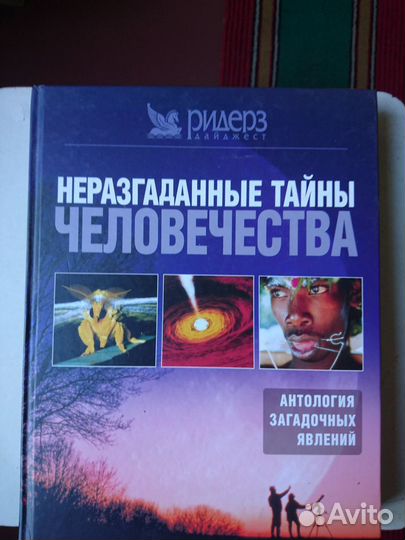 ридерз
дайджест
НЕРАЗГАДАННЫЕ ТАЙНЫ
ЧЕЛОВЕЧЕСТВА
АНТОЛОГИЯ
ЗАГАДОЧНЫХ
ЯВЛЕНИЙ
Avito